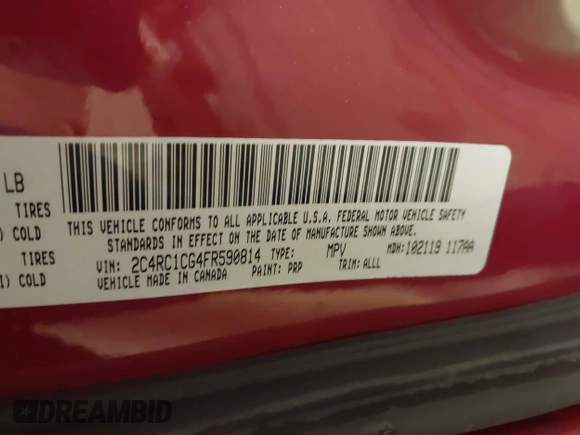 LB
TIRES
) COLD
TIRES
I) COLD
THIS VEHICLE CONFORMS TO ALL APPLICABLE U.S.A. FEDERAL MOTOR VEHICLE SAFETY
STANDARDS IN EFFECT ON THE DATE OF MANUFACTURE SHOWN ABOVE.
VIN: 2C4RC1CG4FR590814 TYPE: MPV MDH:102119 117AA
VEHICLE MADE IN CANADA PAINT: PRP TRIM: ALLL
DREAMBID